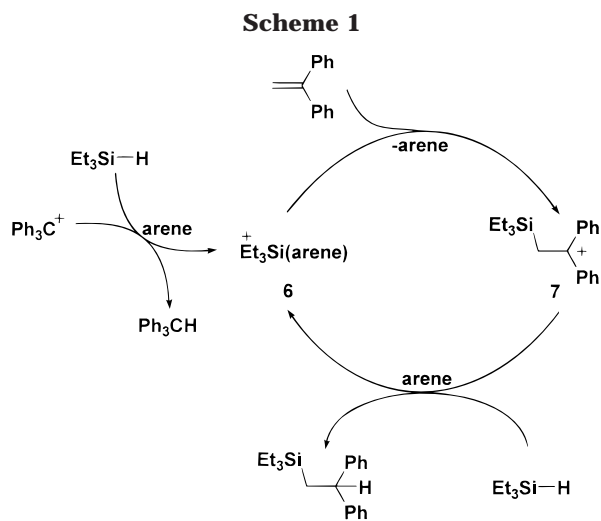 Scheme 1
Ph
Ph
-arene
Et₃Si—H
Ph₃C⁺
arene
Ph₃CH
⁺
Et₃Si(arene)
6
Et₃Si
Ph
+
Ph
7
arene
Et₃Si
Ph
H
Ph
Et₃Si—H